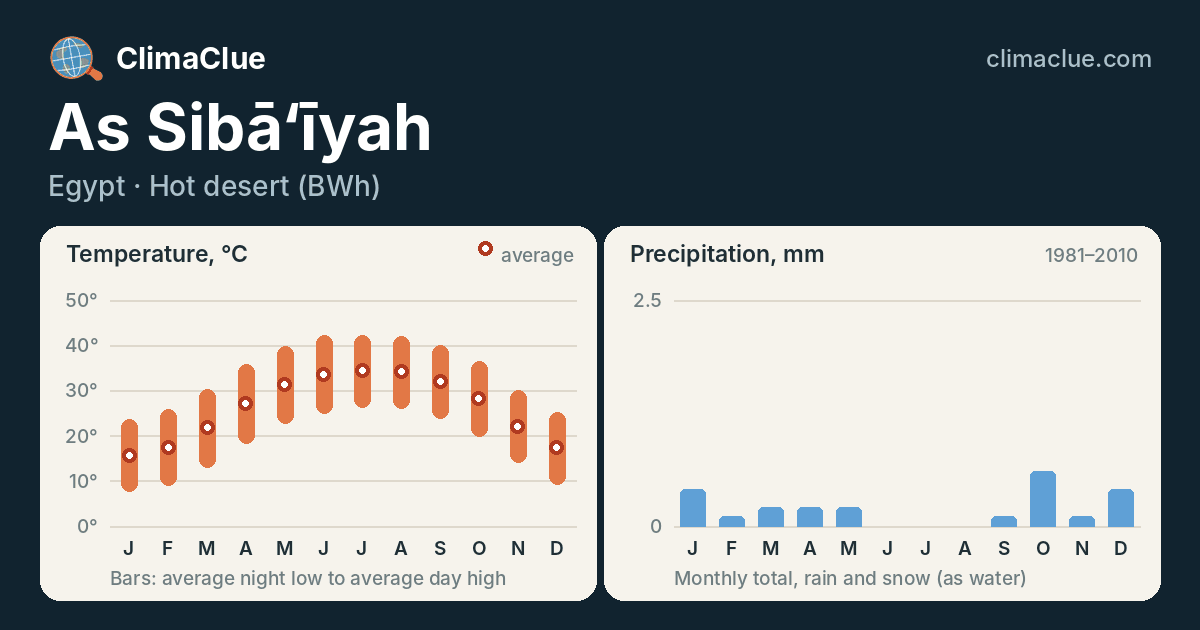 ClimaClue
climaclue.com
As Sibā‘īyah
Egypt · Hot desert (BWh)
Temperature, °C
average
50°
40°
30°
20°
10°
0°
J F M A M J J A S O N D
Bars: average night low to average day high
Precipitation, mm
1981–2010
2.5
0
J F M A M J J A S O N D
Monthly total, rain and snow (as water)